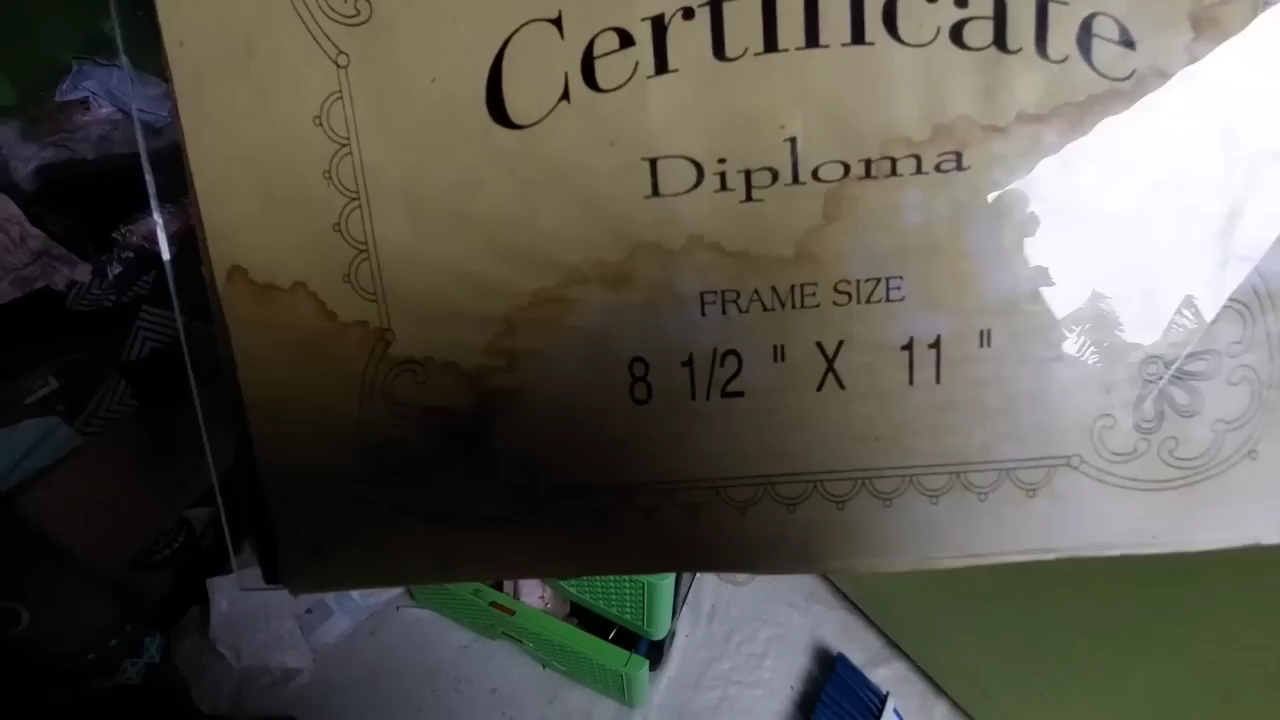 Certificate
Diploma
FRAME SIZE
8 1/2 " X 11 "